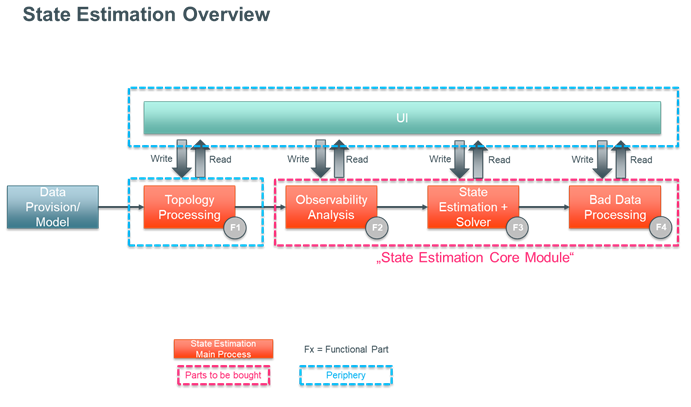 State Estimation Overview
UI
Write
Read
Write
Read
Write
Read
Write
Read
Data
Provision/
Model
Topology
Processing
F1
Observability
Analysis
F2
State
Estimation +
Solver
F3
Bad Data
Processing
F4
„State Estimation Core Module“
State Estimation
Main Process
Fx = Functional Part
Parts to be bought
Periphery